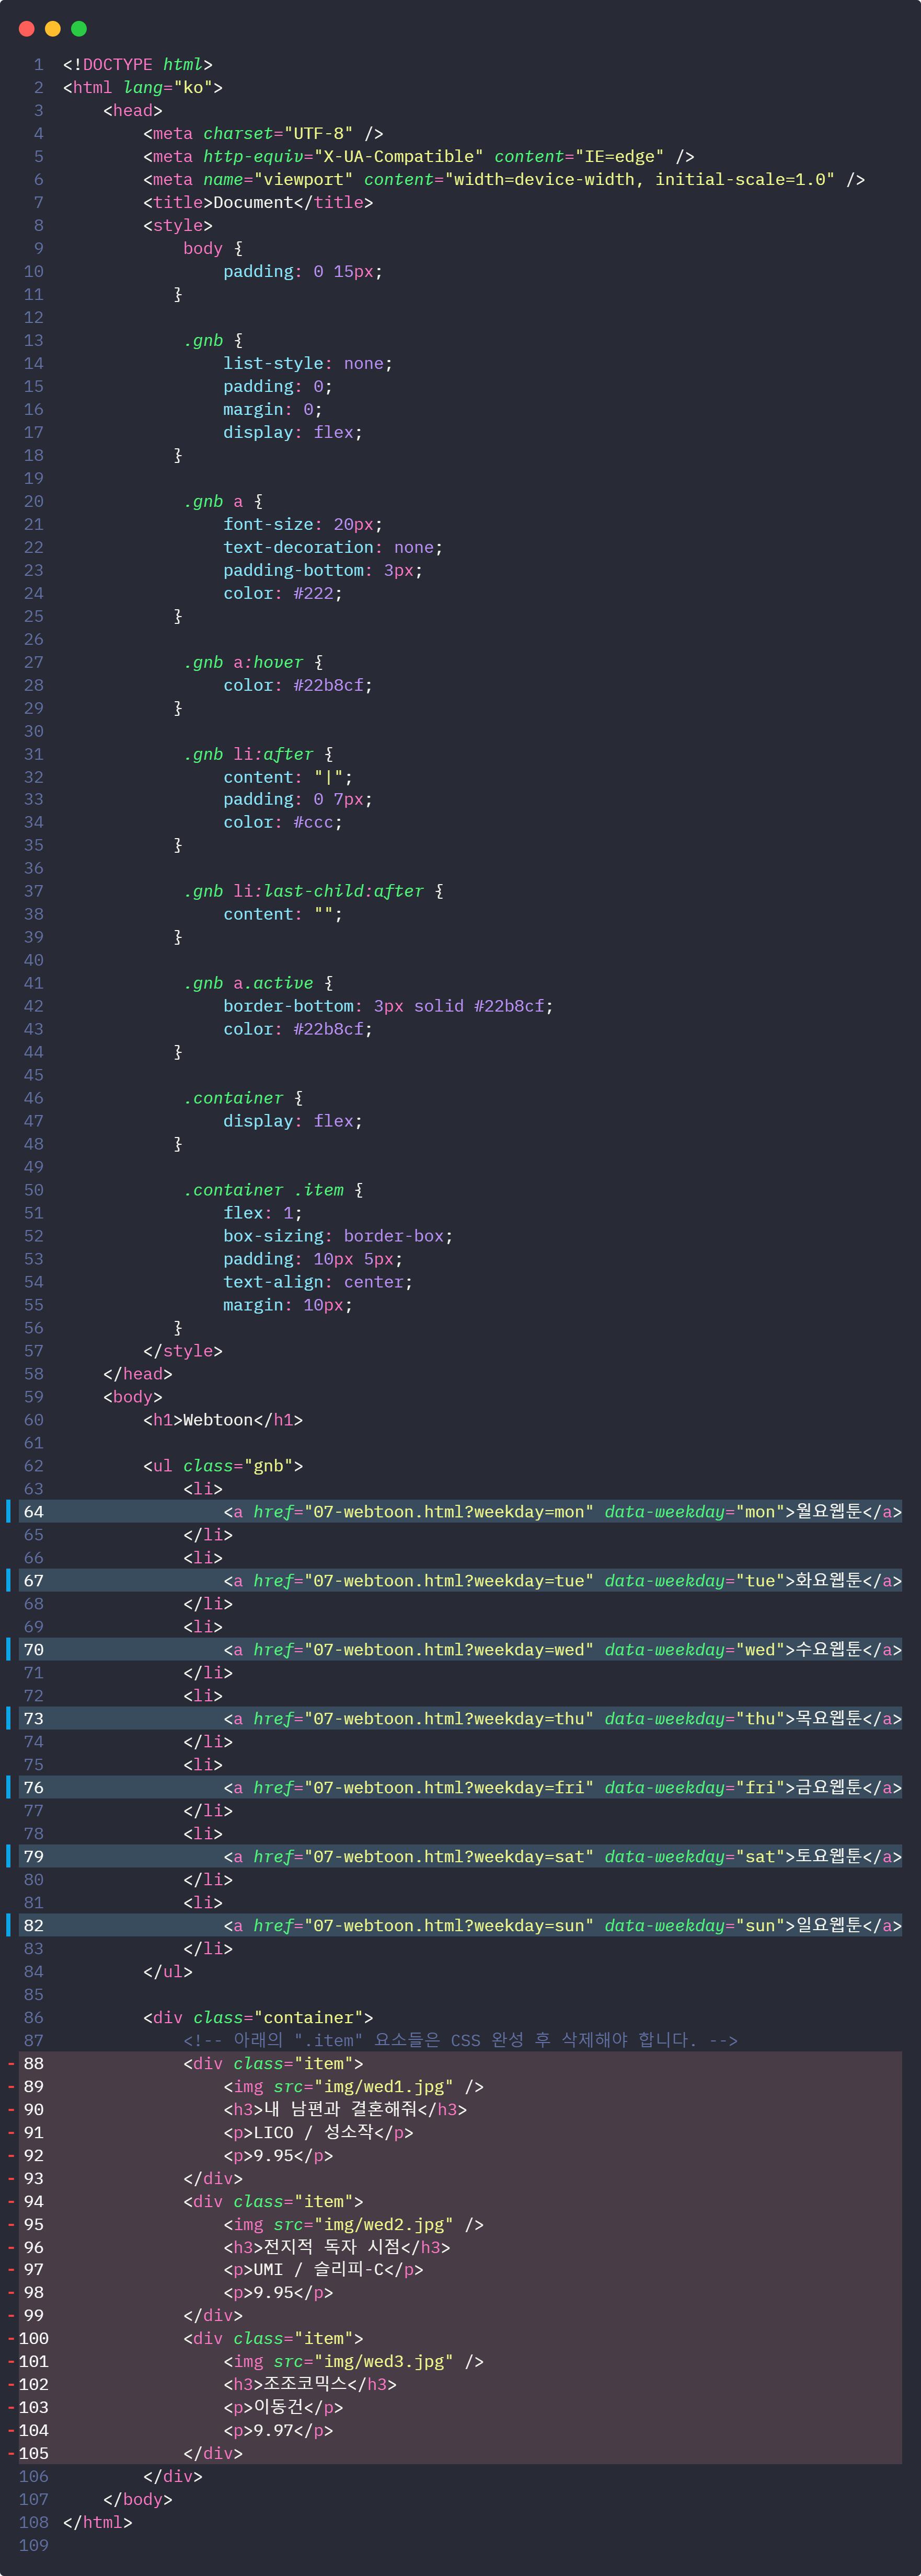 1 <!DOCTYPE html>
2 <html lang="ko">
3     <head>
4         <meta charset="UTF-8" />
5         <meta http-equiv="X-UA-Compatible" content="IE=edge" />
6         <meta name="viewport" content="width=device-width, initial-scale=1.0" />
7         <title>Document</title>
8         <style>
9             body {
10                 padding: 0 15px;
11            }
12
13             .gnb {
14                 list-style: none;
15                 padding: 0;
16                 margin: 0;
17                 display: flex;
18            }
19
20             .gnb a {
21                 font-size: 20px;
22                 text-decoration: none;
23                 padding-bottom: 3px;
24                 color: #222;
25            }
26
27             .gnb a:hover {
28                 color: #22b8cf;
29            }
30
31             .gnb li:after {
32                 content: "|";
33                 padding: 0 7px;
34                 color: #ccc;
35            }
36
37             .gnb li:last-child:after {
38                 content: "";
39            }
40
41             .gnb a.active {
42                 border-bottom: 3px solid #22b8cf;
43                 color: #22b8cf;
44            }
45
46             .container {
47                 display: flex;
48            }
49
50             .container .item {
51                 flex: 1;
52                 box-sizing: border-box;
53                 padding: 10px 5px;
54                 text-align: center;
55                 margin: 10px;
56            }
57         </style>
58     </head>
59     <body>
60         <h1>Webtoon</h1>
61
62         <ul class="gnb">
63             <li>
64                 <a href="07-webtoon.html?weekday=mon" data-weekday="mon">월요웹툰</a>
65             </li>
66             <li>
67                 <a href="07-webtoon.html?weekday=tue" data-weekday="tue">화요웹툰</a>
68             </li>
69             <li>
70                 <a href="07-webtoon.html?weekday=wed" data-weekday="wed">수요웹툰</a>
71             </li>
72             <li>
73                 <a href="07-webtoon.html?weekday=thu" data-weekday="thu">목요웹툰</a>
74             </li>
75             <li>
76                 <a href="07-webtoon.html?weekday=fri" data-weekday="fri">금요웹툰</a>
77             </li>
78             <li>
79                 <a href="07-webtoon.html?weekday=sat" data-weekday="sat">토요웹툰</a>
80             </li>
81             <li>
82                 <a href="07-webtoon.html?weekday=sun" data-weekday="sun">일요웹툰</a>
83             </li>
84         </ul>
85
86         <div class="container">
87             <!-- 아래의 ".item" 요소들은 CSS 완성 후 삭제해야 합니다. -->
- 88             <div class="item">
- 89                 <img src="img/wed1.jpg" />
- 90                 <h3>내 남편과 결혼해줘</h3>
- 91                 <p>LICO / 성소작</p>
- 92                 <p>9.95</p>
- 93             </div>
- 94             <div class="item">
- 95                 <img src="img/wed2.jpg" />
- 96                 <h3>전지적 독자 시점</h3>
- 97                 <p>UMI / 슬리피-C</p>
- 98                 <p>9.95</p>
- 99             </div>
- 100             <div class="item">
- 101                 <img src="img/wed3.jpg" />
- 102                 <h3>조조코믹스</h3>
- 103                 <p>이동건</p>
- 104                 <p>9.97</p>
- 105             </div>
106         </div>
107     </body>
108 </html>
109